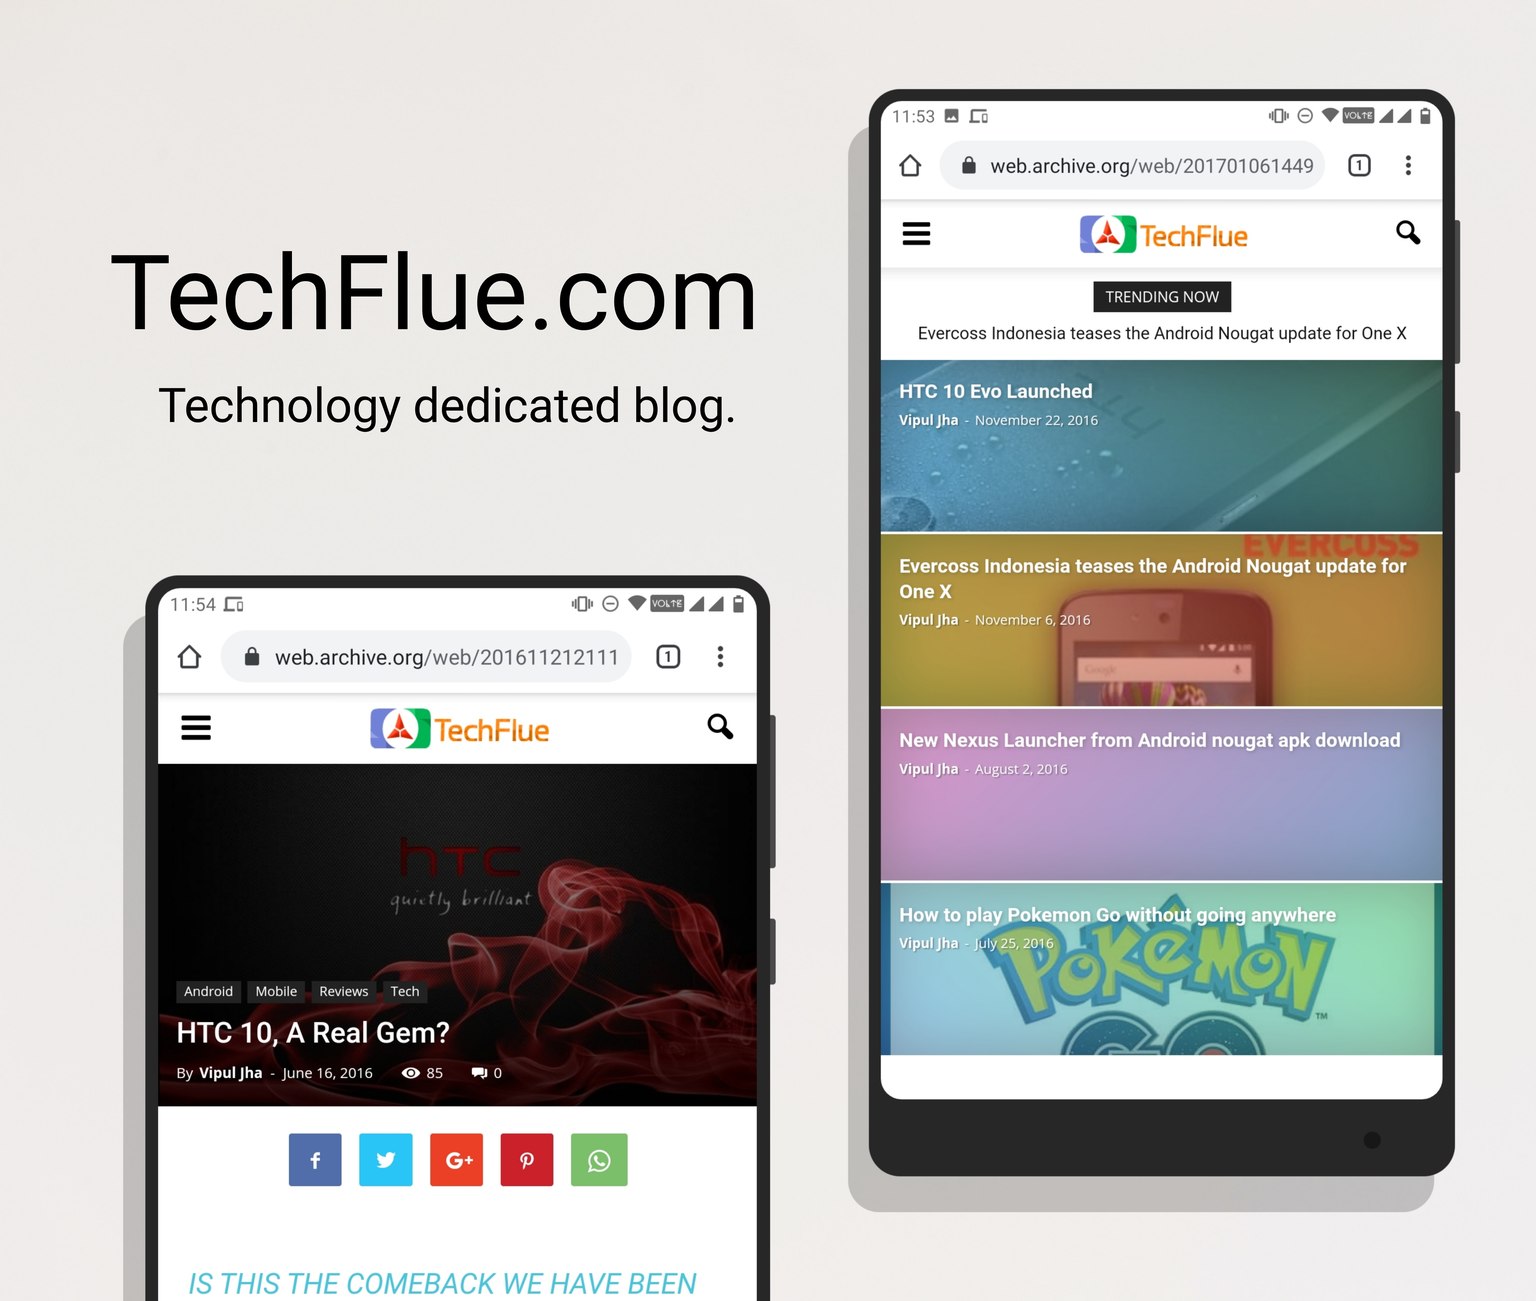 TechFlue.com
Technology dedicated blog.
11:54
VOLTE
web.archive.org/web/201611212111
1
TechFlue
hTC
quietly brilliant
Android Mobile Reviews Tech
HTC 10, A Real Gem?
By Vipul Jha - June 16, 2016 85 0
f G+
IS THIS THE COMEBACK WE HAVE BEEN
11:53
VOLTE
web.archive.org/web/201701061449
1
TechFlue
TRENDING NOW
Evercoss Indonesia teases the Android Nougat update for One X
HTC 10 Evo Launched
Vipul Jha - November 22, 2016
EVERCOSS
Evercoss Indonesia teases the Android Nougat update for
One X
Vipul Jha - November 6, 2016
3:00
Google
New Nexus Launcher from Android nougat apk download
Vipul Jha - August 2, 2016
How to play Pokemon Go without going anywhere
Vipul Jha - July 25, 2016
POKÉMON
TM
GO